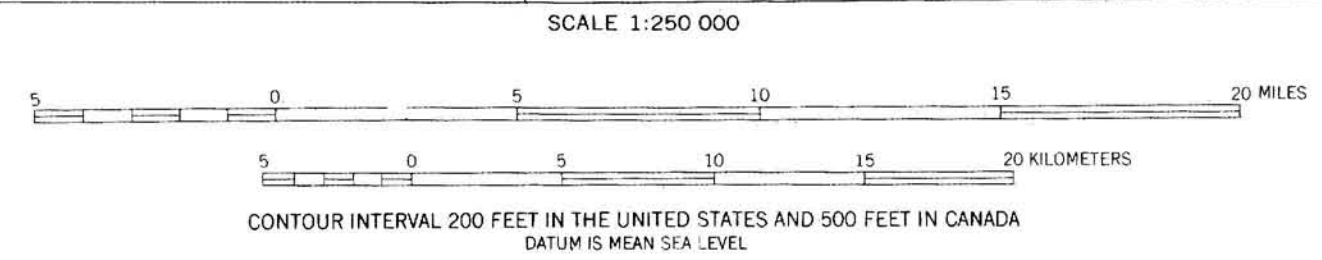 SCALE 1:250 000
5 0 5 10 15 20 MILES
5 0 5 10 15 20 KILOMETERS
CONTOUR INTERVAL 200 FEET IN THE UNITED STATES AND 500 FEET IN CANADA
DATUM IS MEAN SEA LEVEL